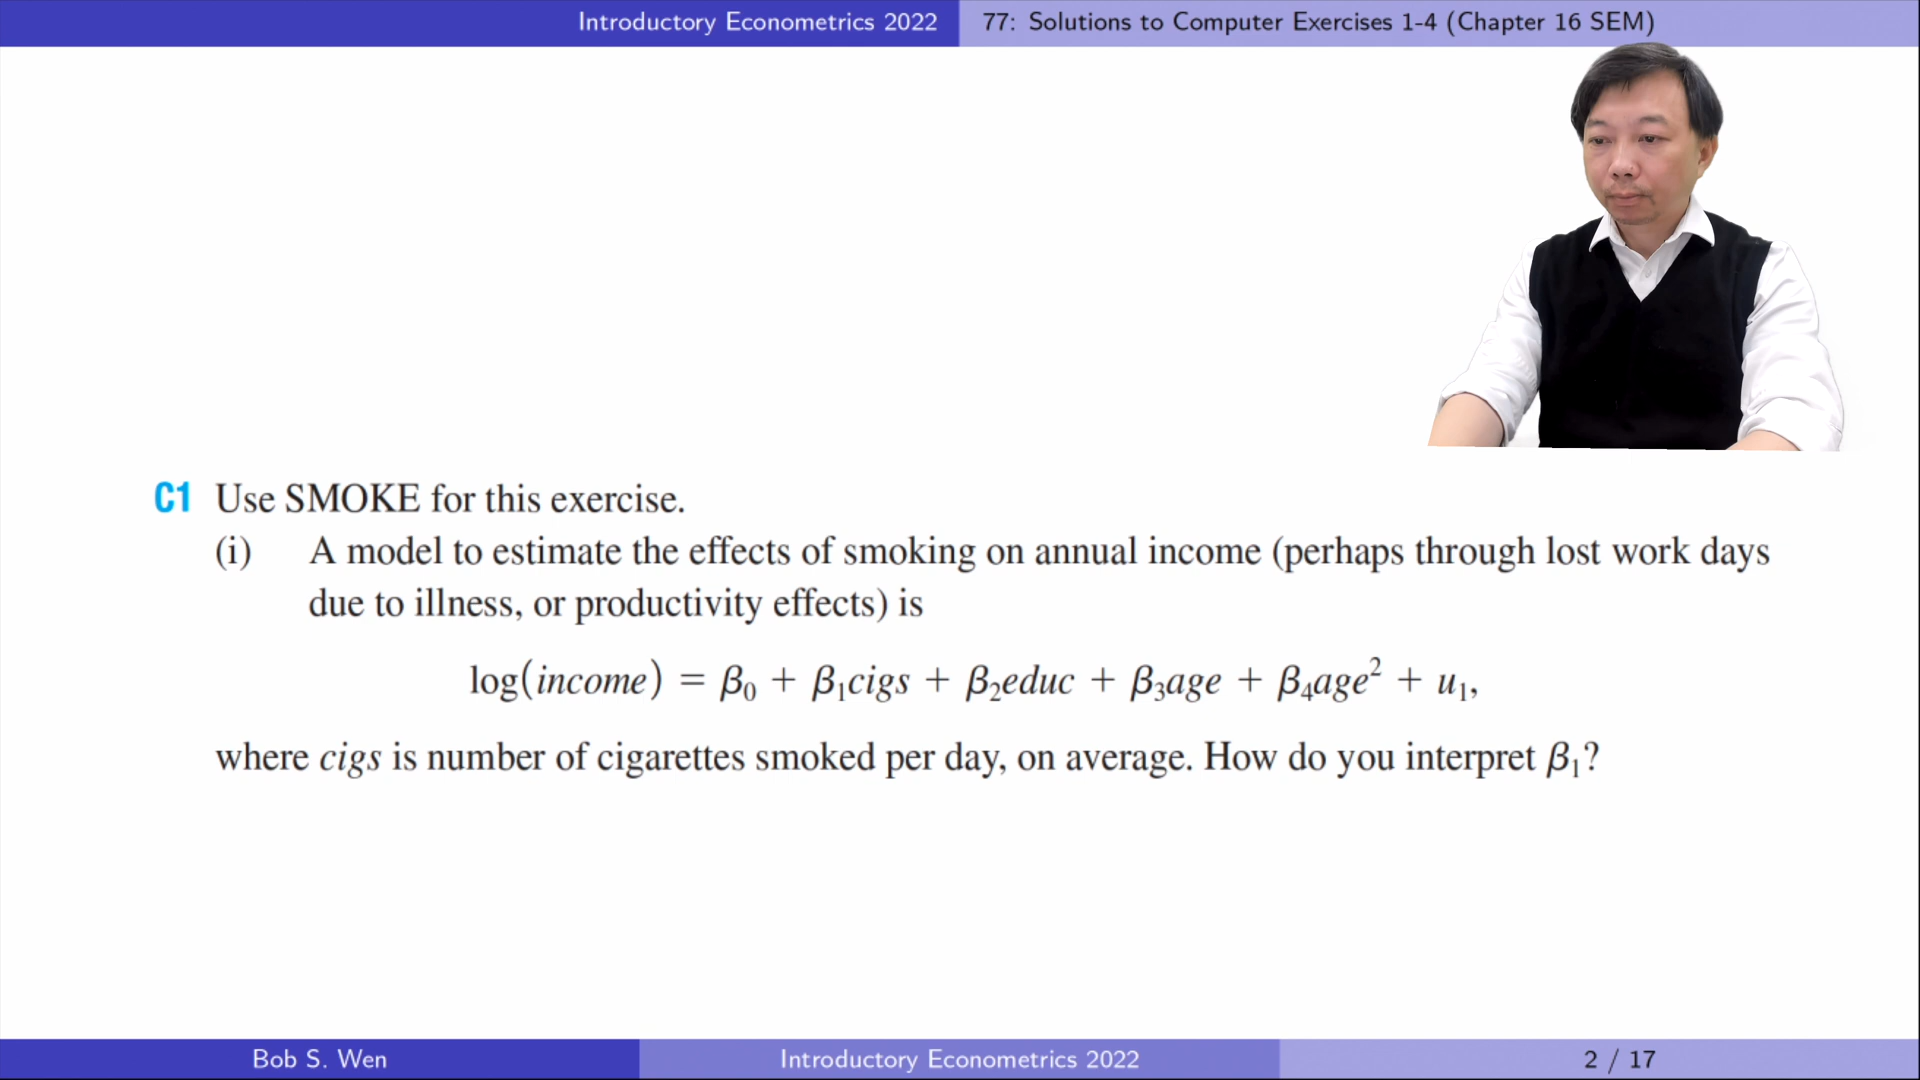 Introductory Econometrics 2022
77: Solutions to Computer Exercises 1-4 (Chapter 16 SEM)
C1 Use SMOKE for this exercise.
(i) A model to estimate the effects of smoking on annual income (perhaps through lost work days
due to illness, or productivity effects) is
log(income) = β₀ + β₁cigs + β₂educ + β₃age + β₄age² + u₁,
where cigs is number of cigarettes smoked per day, on average. How do you interpret β₁?
Bob S. Wen
Introductory Econometrics 2022
2 / 17